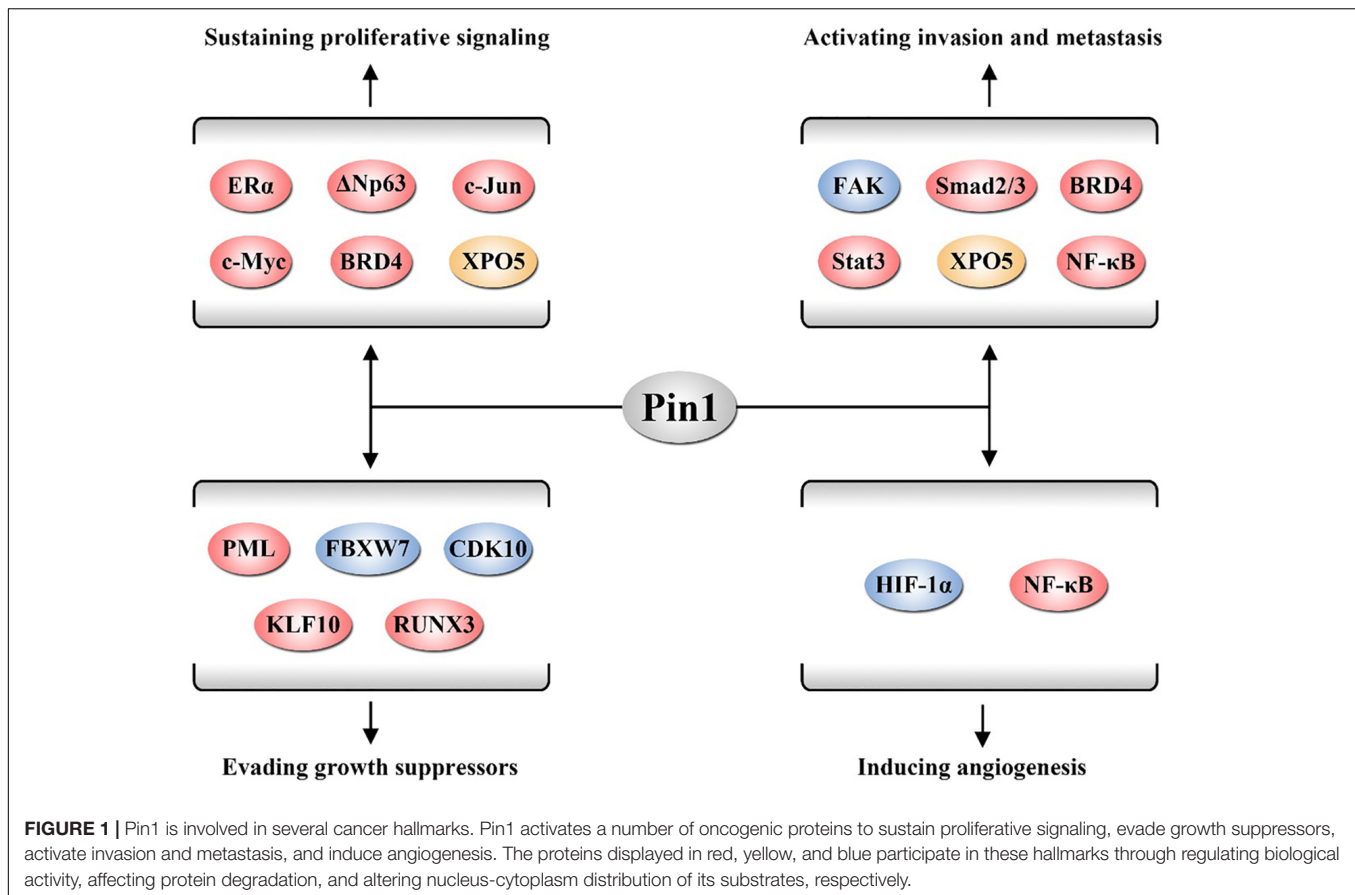 Sustaining proliferative signaling
Activating invasion and metastasis
ERα ΔNp63 c-Jun
c-Myc BRD4 XPO5
FAK Smad2/3 BRD4
Stat3 XPO5 NF-κB
Pin1
PML FBXW7 CDK10
KLF10 RUNX3
HIF-1α NF-κB
Evading growth suppressors
Inducing angiogenesis
FIGURE 1 | Pin1 is involved in several cancer hallmarks. Pin1 activates a number of oncogenic proteins to sustain proliferative signaling, evade growth suppressors,
activate invasion and metastasis, and induce angiogenesis. The proteins displayed in red, yellow, and blue participate in these hallmarks through regulating biological
activity, affecting protein degradation, and altering nucleus-cytoplasm distribution of its substrates, respectively.